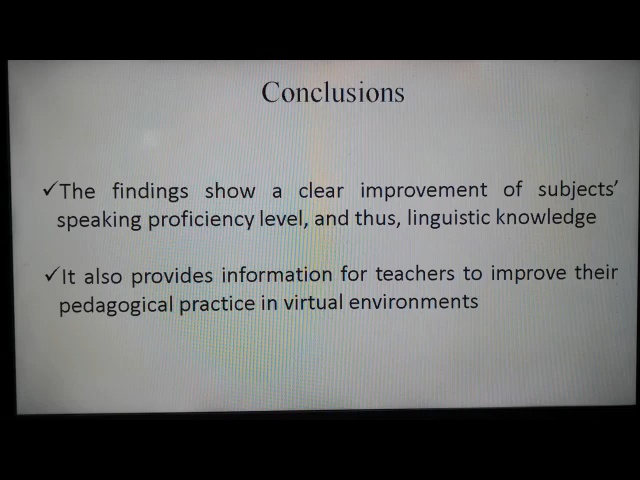 Conclusions
✓The findings show a clear improvement of subjects’
speaking proficiency level, and thus, linguistic knowledge
✓It also provides information for teachers to improve their
pedagogical practice in virtual environments